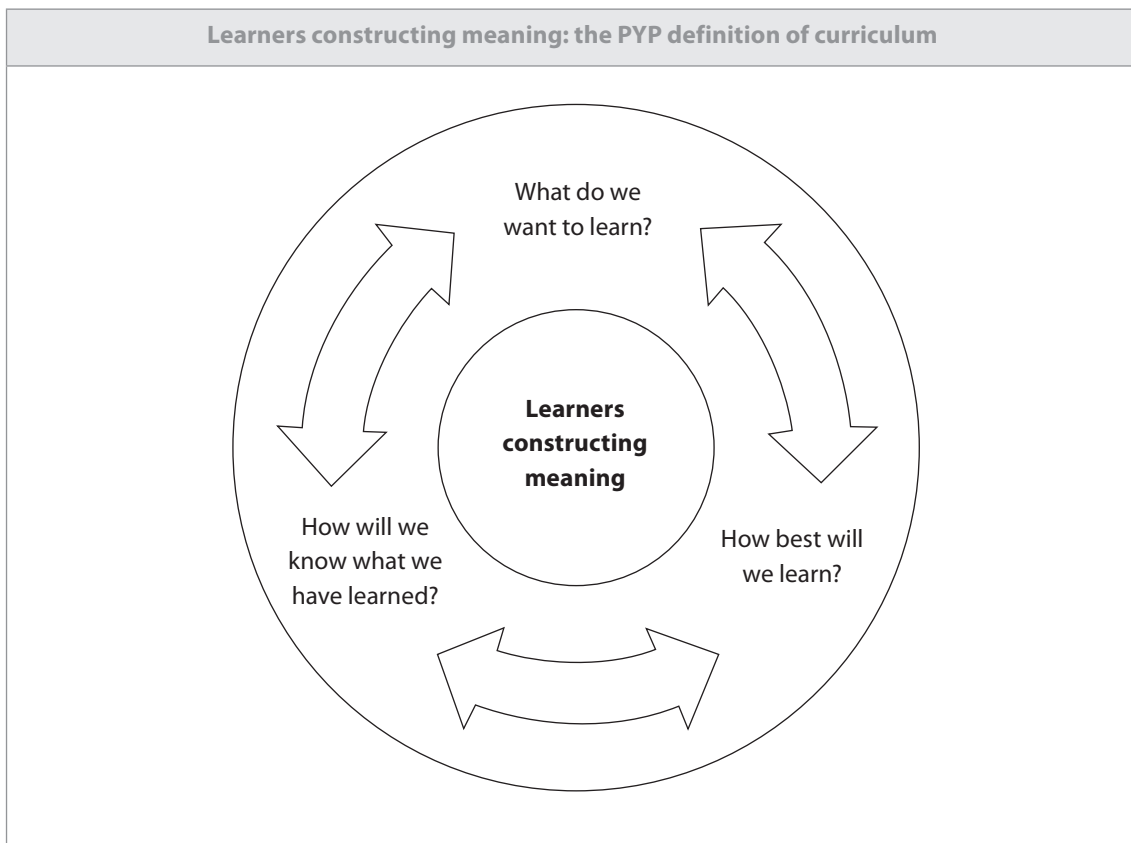 Learners constructing meaning: the PYP definition of curriculum
What do we
want to learn?
Learners
constructing
meaning
How will we
know what we
have learned?
How best will
we learn?